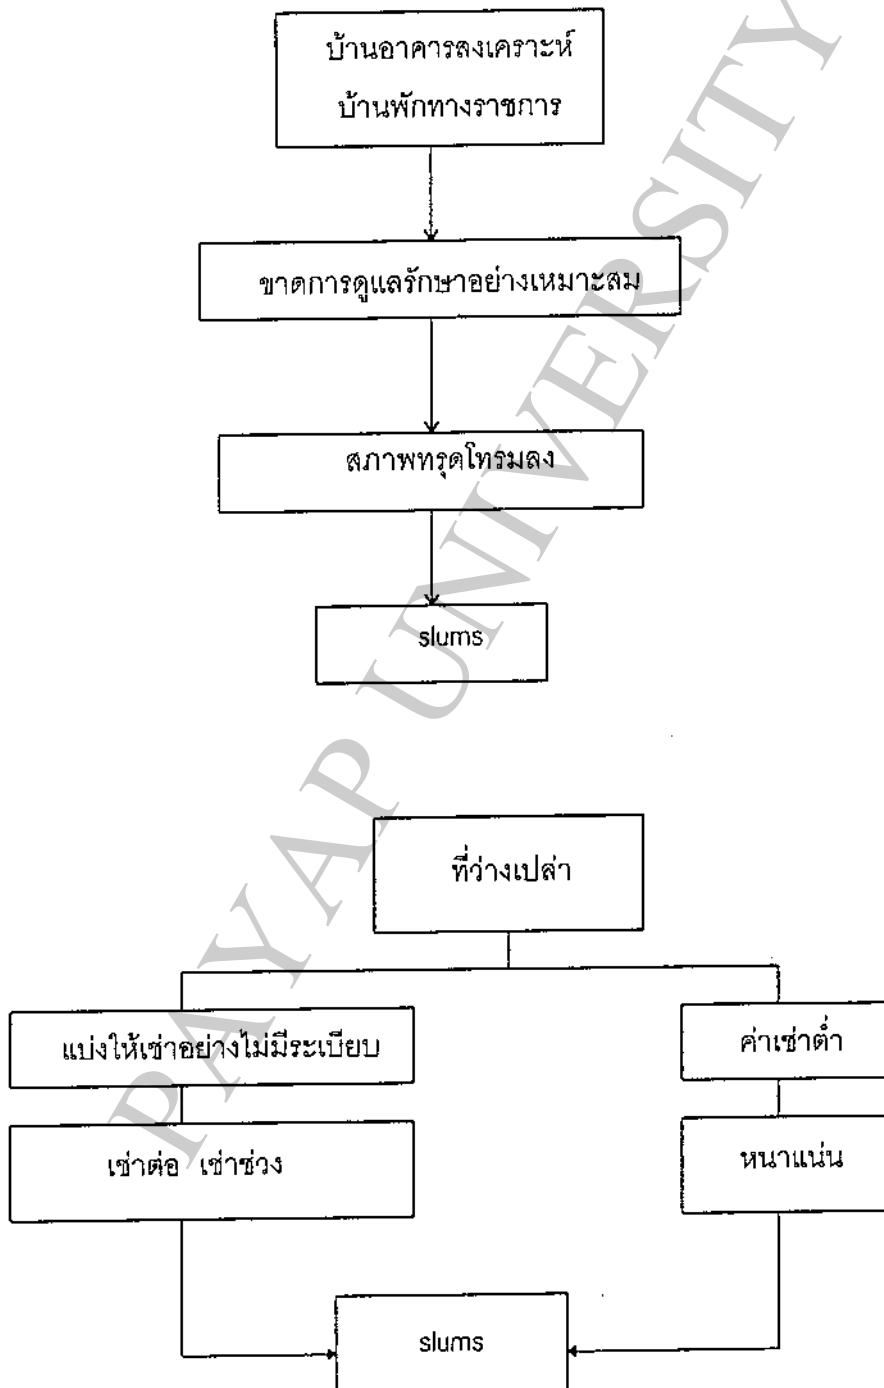 บ้านอาคารสงเคราะห์
บ้านพักทางราชการ
ขาดการดูแลรักษาอย่างเหมาะสม
สภาพทรุดโทรมลง
slums
ที่ว่างเปล่า
แบ่งให้เช่าอย่างไม่มีระเบียบ
ค่าเช่าต่ำ
เช่าต่อ เช่าช่วง
หนาแน่น
slums
PAYAP UNIVERSITY